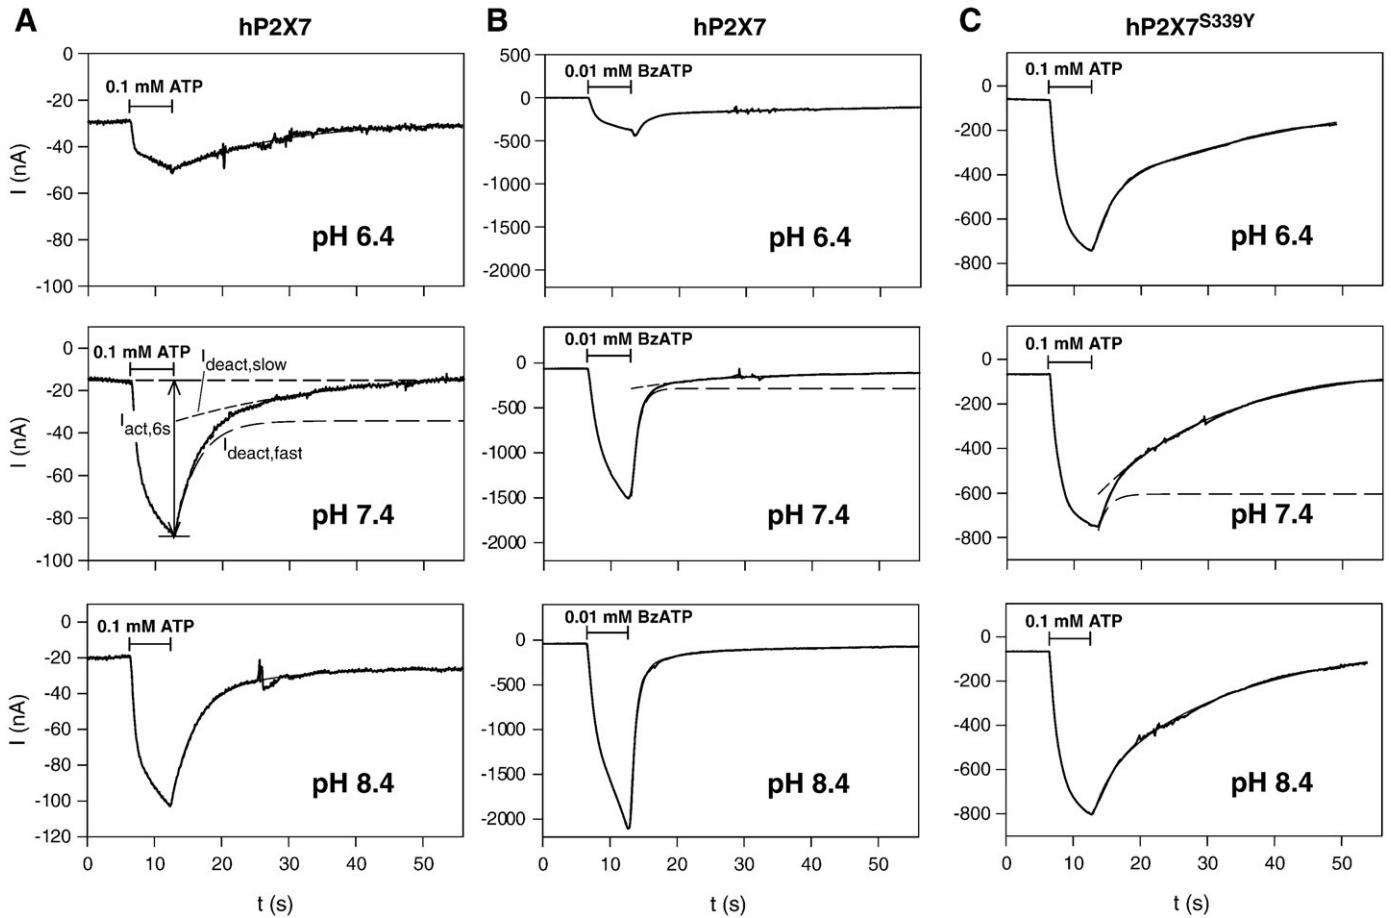 A
hP2X7
B
hP2X7
C
hP2X7S339Y
0
-20
-40
-60
-80
-100
I (nA)
0.1 mM ATP
pH 6.4
500
0
-500
-1000
-1500
-2000
0.01 mM BzATP
pH 6.4
0
-200
-400
-600
-800
I (nA)
0.1 mM ATP
pH 6.4
0
-20
-40
-60
-80
-100
I (nA)
0.1 mM ATP
Ideact,slow
Iact,6s
Ideact,fast
pH 7.4
0
-500
-1000
-1500
-2000
0.01 mM BzATP
pH 7.4
0
-200
-400
-600
-800
I (nA)
0.1 mM ATP
pH 7.4
0
-20
-40
-60
-80
-100
-120
I (nA)
0.1 mM ATP
pH 8.4
0 10 20 30 40 50
t (s)
0
-500
-1000
-1500
-2000
0.01 mM BzATP
pH 8.4
0 10 20 30 40 50
t (s)
0
-200
-400
-600
-800
I (nA)
0.1 mM ATP
pH 8.4
0 10 20 30 40 50
t (s)